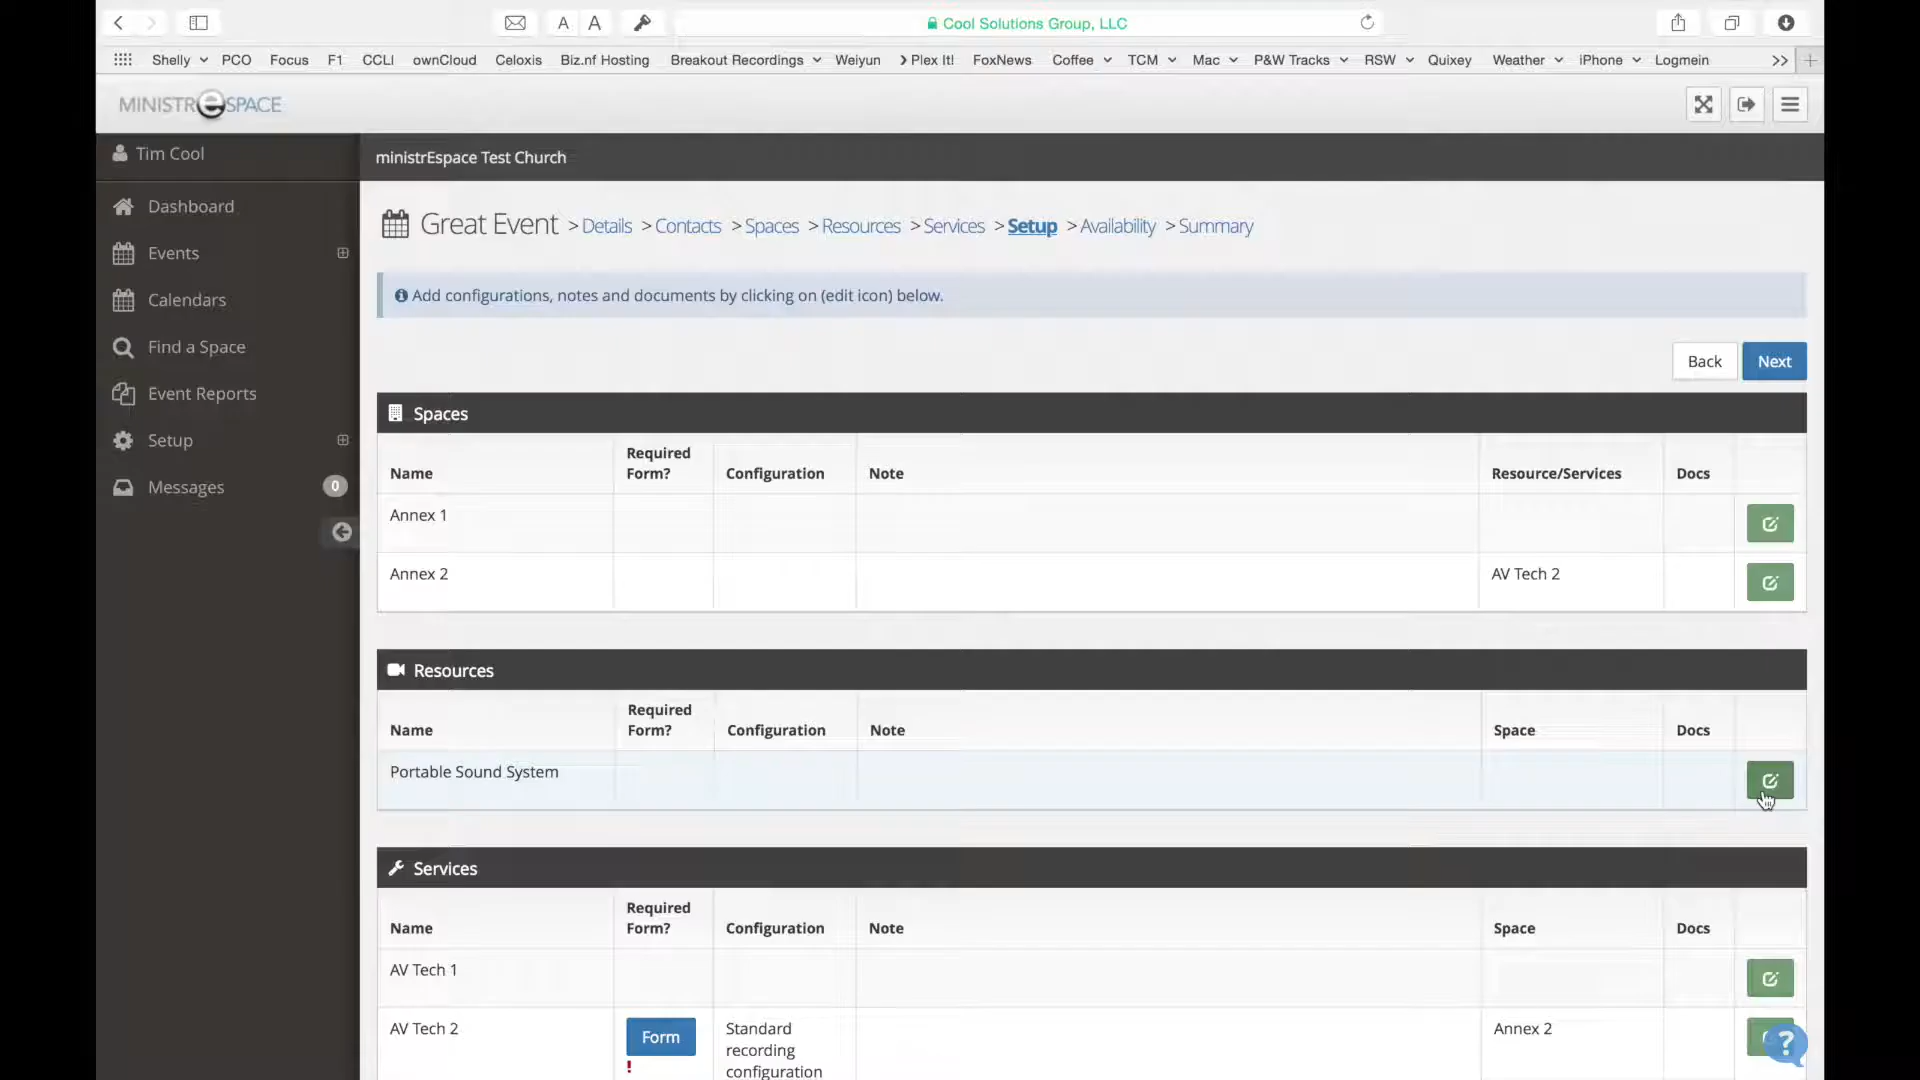 A A Cool Solutions Group, LLC
Shelly PCO Focus F1 CCLI ownCloud Celoxis Biz.nf Hosting Breakout Recordings Weiyun Plex It! FoxNews Coffee TCM Mac P&W Tracks RSW Quixey Weather iPhone Logmein >> +
MINISTReSPACE
Tim Cool
ministrEspace Test Church
Dashboard
Events
Calendars
Find a Space
Event Reports
Setup
Messages 0
Great Event > Details > Contacts > Spaces > Resources > Services > Setup > Availability > Summary
Add configurations, notes and documents by clicking on (edit icon) below.
Back Next
Spaces
Name Required Form? Configuration Note Resource/Services Docs
Annex 1
Annex 2 AV Tech 2
Resources
Name Required Form? Configuration Note Space Docs
Portable Sound System
Services
Name Required Form? Configuration Note Space Docs
AV Tech 1
AV Tech 2 Form Standard Annex 2
recording
! configuration
?